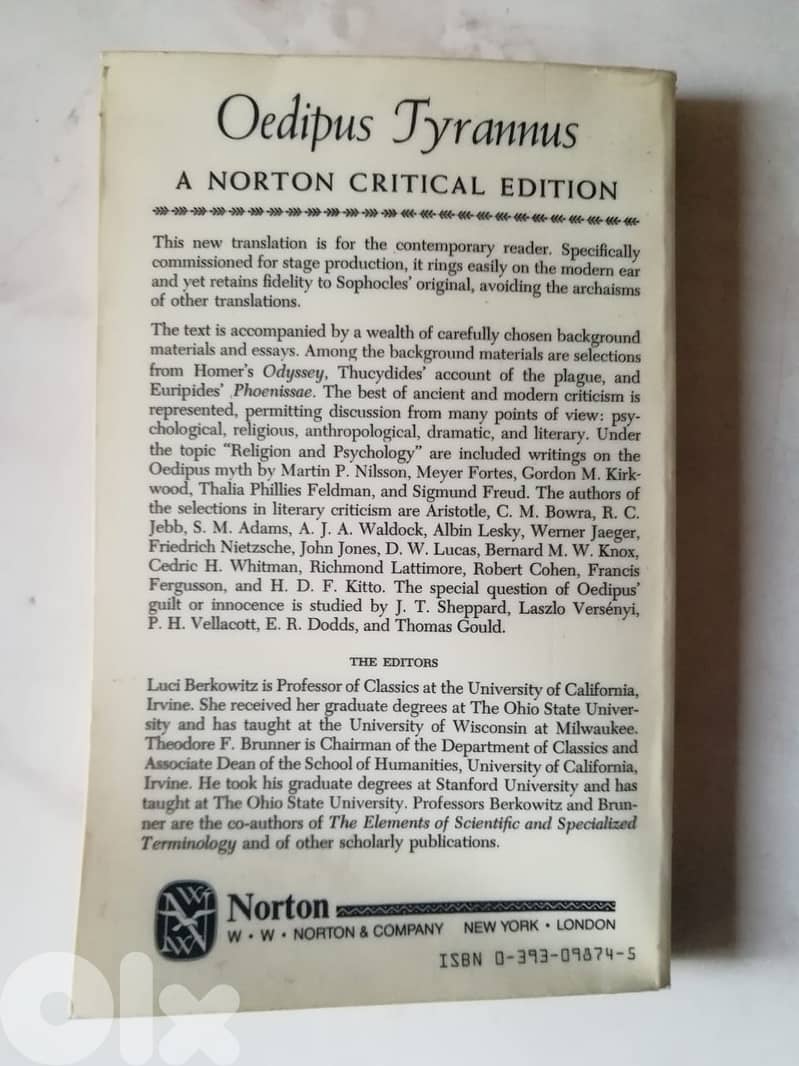 Oedipus Tyrannus
A NORTON CRITICAL EDITION
This new translation is for the contemporary reader. Specifically
commissioned for stage production, it rings easily on the modern ear
and yet retains fidelity to Sophocles' original, avoiding the archaisms
of other translations.
The text is accompanied by a wealth of carefully chosen background
materials and essays. Among the background materials are selections
from Homer's Odyssey, Thucydides' account of the plague, and
Euripides' Phoenissae. The best of ancient and modern criticism is
represented, permitting discussion from many points of view: psy-
chological, religious, anthropological, dramatic, and literary. Under
the topic "Religion and Psychology" are included writings on the
Oedipus myth by Martin P. Nilsson, Meyer Fortes, Gordon M. Kirk-
wood, Thalia Phillies Feldman, and Sigmund Freud. The authors of
the selections in literary criticism are Aristotle, C. M. Bowra, R. C.
Jebb, S. M. Adams, A. J. A. Waldock, Albin Lesky, Werner Jaeger,
Friedrich Nietzsche, John Jones, D. W. Lucas, Bernard M. W. Knox,
Cedric H. Whitman, Richmond Lattimore, Robert Cohen, Francis
Fergusson, and H. D. F. Kitto. The special question of Oedipus'
guilt or innocence is studied by J. T. Sheppard, Laszlo Versényi,
P. H. Vellacott, E. R. Dodds, and Thomas Gould.
THE EDITORS
Luci Berkowitz is Professor of Classics at the University of California,
Irvine. She received her graduate degrees at The Ohio State Univer-
sity and has taught at the University of Wisconsin at Milwaukee.
Theodore F. Brunner is Chairman of the Department of Classics and
Associate Dean of the School of Humanities, University of California,
Irvine. He took his graduate degrees at Stanford University and has
taught at The Ohio State University. Professors Berkowitz and Brun-
ner are the co-authors of The Elements of Scientific and Specialized
Terminology and of other scholarly publications.
Norton
W • W • NORTON & COMPANY NEW YORK • LONDON
ISBN 0-393-09874-5
olx